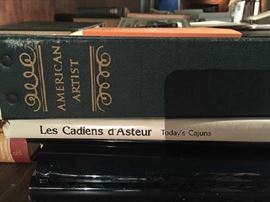 AMERICAN
ARTIST
Les Cadiens d'Asteur Today's Cajuns